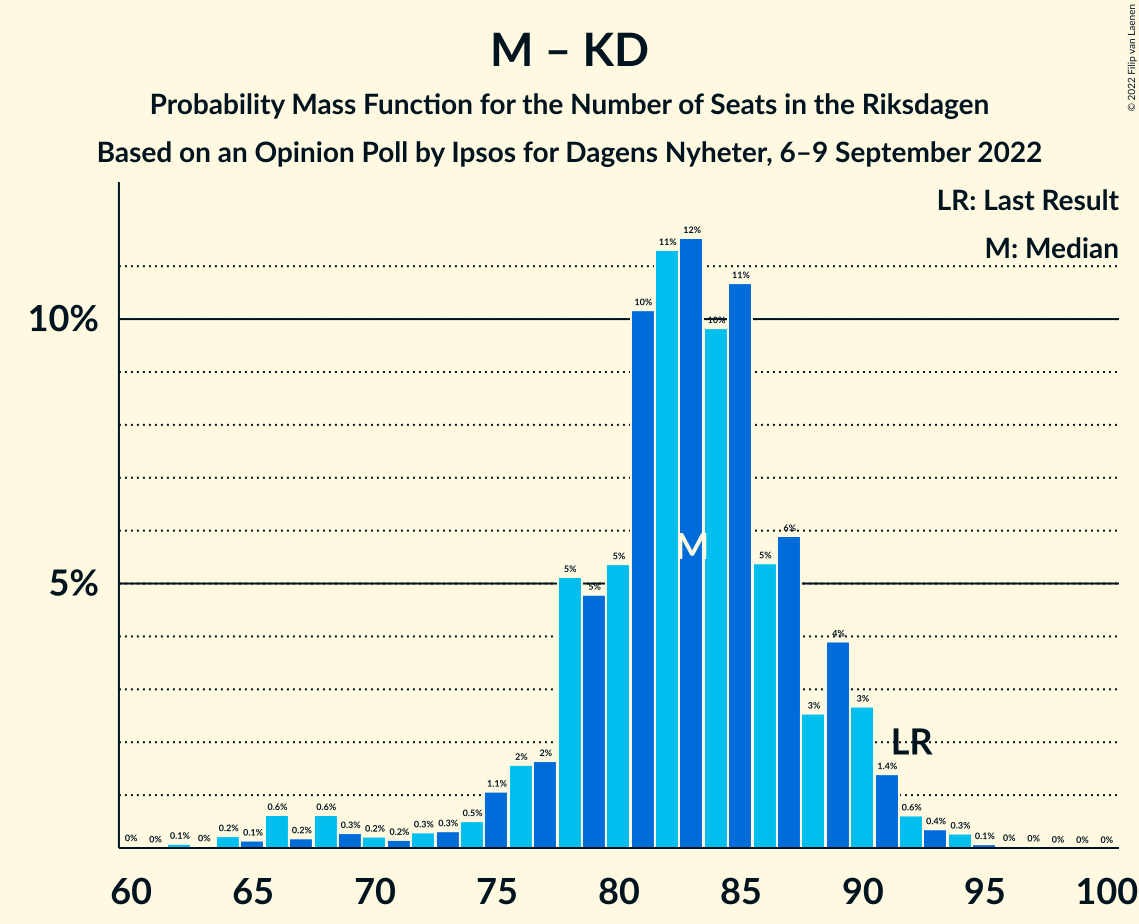 M – KD
Probability Mass Function for the Number of Seats in the Riksdagen
Based on an Opinion Poll by Ipsos for Dagens Nyheter, 6–9 September 2022
© 2022 Filip van Laenen
LR: Last Result
M: Median
10%
5%
0% 0% 0.1% 0% 0.2% 0.1% 0.6% 0.2% 0.6% 0.3% 0.2% 0.2% 0.3% 0.3% 0.5% 1.1% 2% 2% 5% 5% 5% 10% 11% 12% 10% 11% 5% 6% 3% 4% 3% 1.4% 0.6% 0.4% 0.3% 0.1% 0% 0% 0% 0% 0%
M
LR
60 65 70 75 80 85 90 95 100